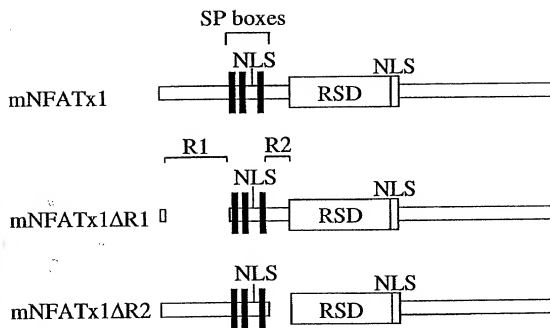 SP boxes
NLS
NLS
mNFATx1
RSD
R1
R2
NLS
NLS
mNFATx1ΔR1
RSD
NLS
NLS
mNFATx1ΔR2
RSD